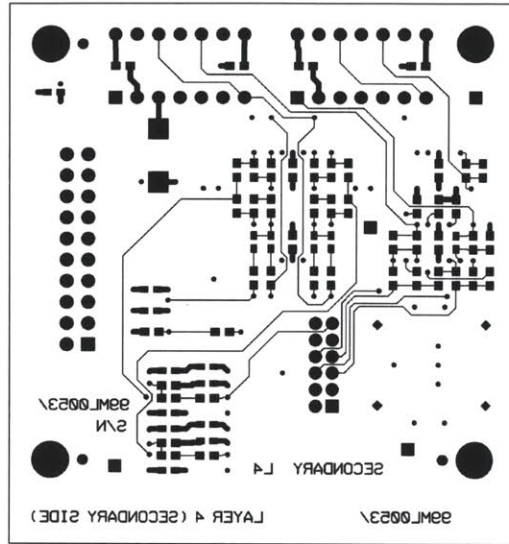 99ML0053/
S/N
SECONDARY L4
LAYER 4 (SECONDARY SIDE)
99ML0053/